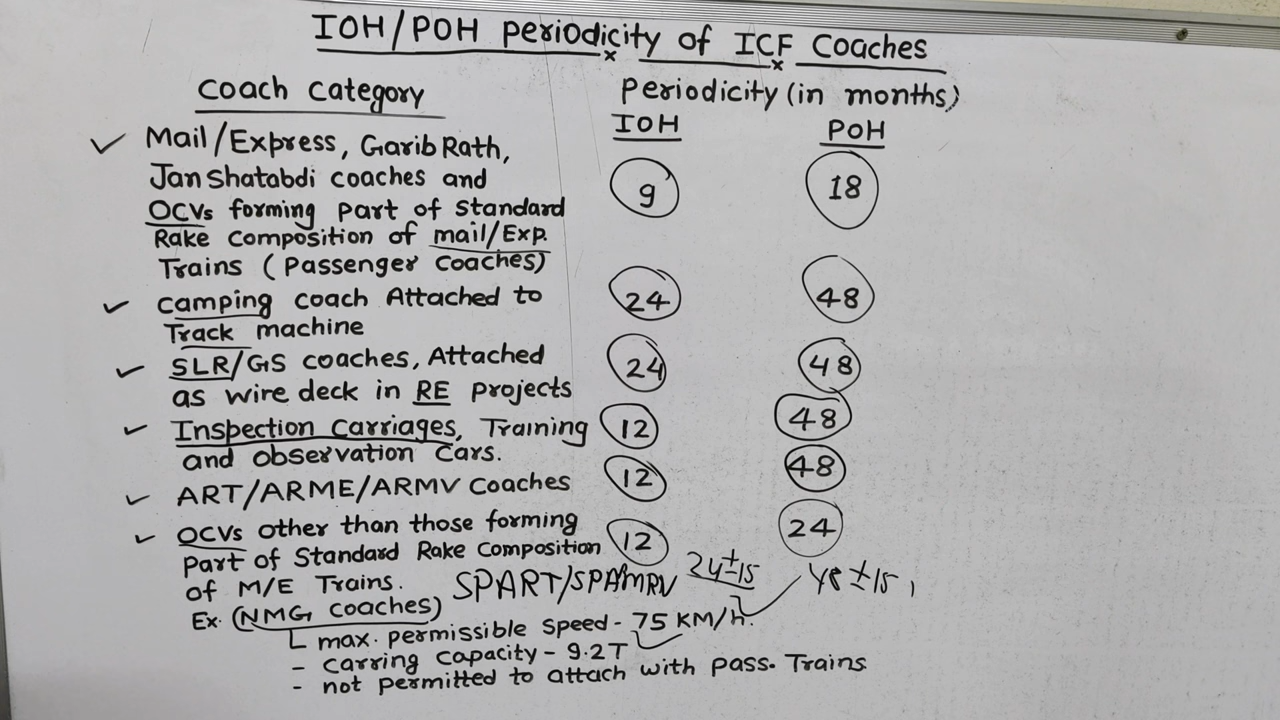 IOH/POH Periodicity of ICF Coaches
Coach Category Periodicity (in months)
IOH POH
✓ Mail/Express, Garib Rath,
Jan Shatabdi coaches and 9 18
OCVs forming part of Standard
Rake Composition of mail/Exp.
Trains (Passenger Coaches)
✓ Camping coach Attached to 24 48
Track machine
✓ SLR/GS coaches, Attached 24 48
as wire deck in RE projects
✓ Inspection Carriages, Training 12 48
and observation Cars.
✓ ART/ARME/ARMV Coaches 12 48
✓ OCVs other than those forming 12 24
Part of Standard Rake Composition
of M/E Trains. SPART/SPAMRV 24±15 48±15
Ex. (NMG coaches)
max. permissible speed - 75 KM/h.
- carring capacity - 9.2T
- not permitted to attach with pass. Trains